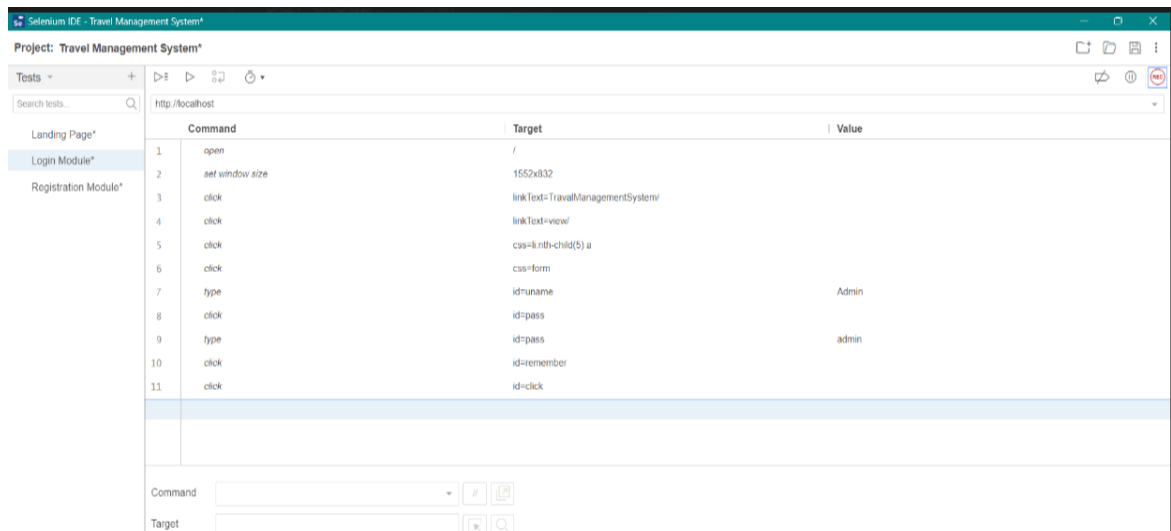 Selenium IDE - Travel Management System*
Project: Travel Management System*
Tests
Search tests...
http://localhost
Landing Page*
Login Module*
Registration Module*
Command Target Value
1 open /
2 set window size 1552x832
3 click linkText=TravalManagementSystem/
4 click linkText=view/
5 click css=li:nth-child(5) a
6 click css=form
7 type id=uname Admin
8 click id=pass
9 type id=pass admin
10 click id=remember
11 click id=click
Command
//
Target
REC